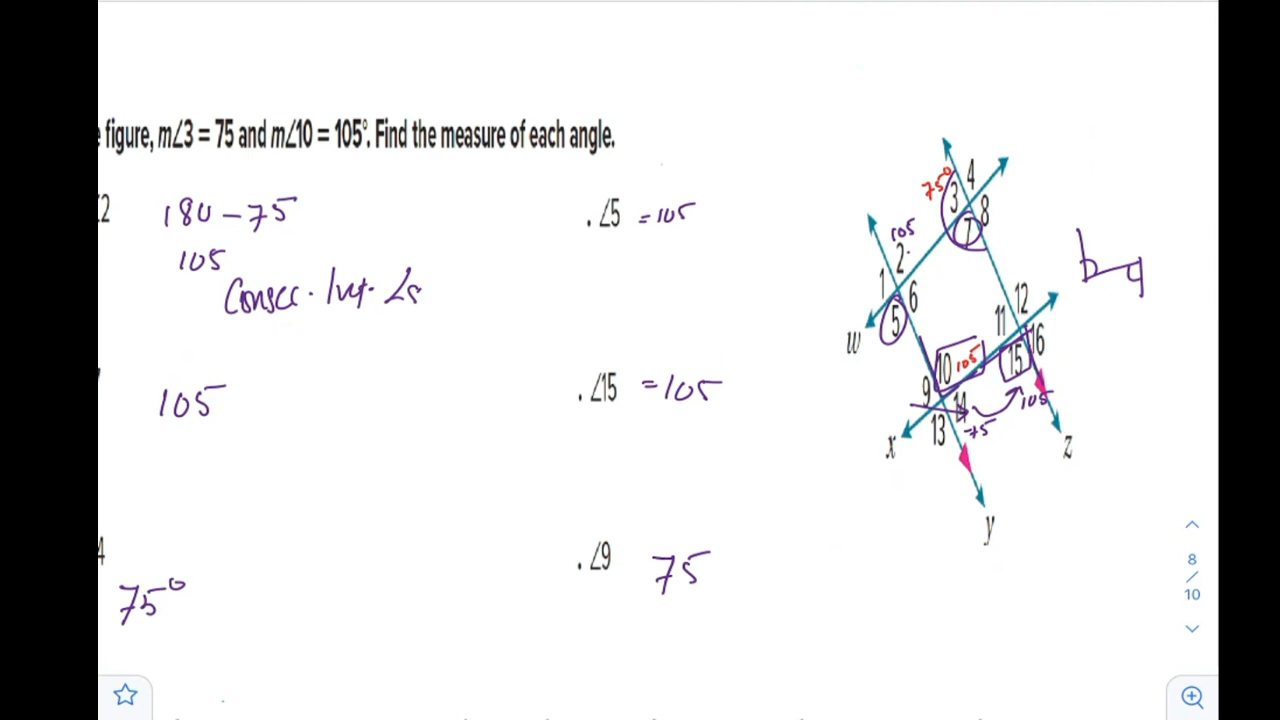 figure, m∠3 = 75 and m∠10 = 105°. Find the measure of each angle.
∠2
180 - 75
105
Consec. Int. ∠s
. ∠5 = 105
105
. ∠15 = 105
4
75°
. ∠9 75
75°
3
4
8
7
105
2
1
6
5
w
12
11
16
15
10
105
9
14
13
75
105
x
y
z
8
/
10